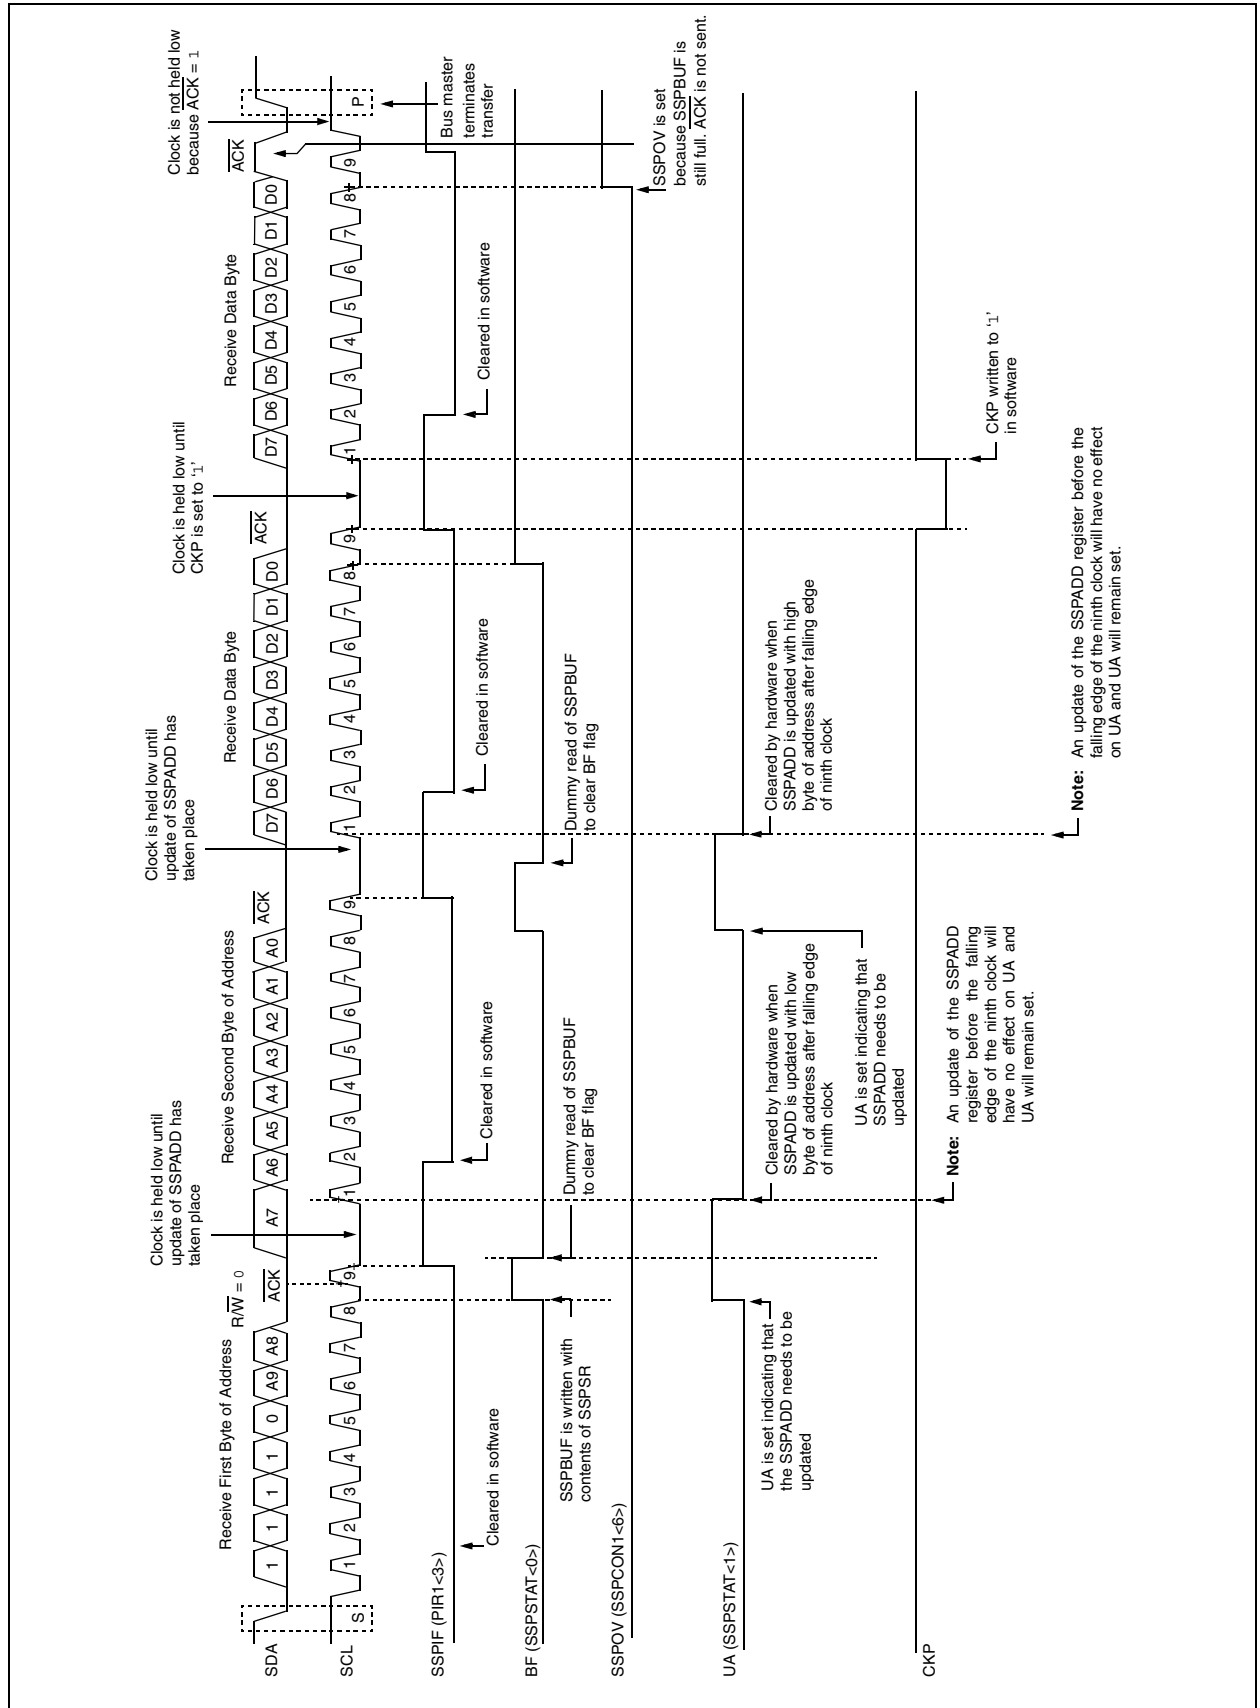 Receive First Byte of Address
R/W = 0
ACK
Clock is held low until
update of SSPADD has
taken place
Receive Second Byte of Address
ACK
Clock is held low until
update of SSPADD has
taken place
Receive Data Byte
ACK
Clock is held low until
CKP is set to ‘1’
Receive Data Byte
ACK
Clock is not held low
because ACK = 1
SDA
1 1 1 1 0 A9 A8
A7 A6 A5 A4 A3 A2 A1 A0
D7 D6 D5 D4 D3 D2 D1 D0
D7 D6 D5 D4 D3 D2 D1 D0
SCL
S
1 2 3 4 5 6 7 8 9
1 2 3 4 5 6 7 8 9
1 2 3 4 5 6 7 8 9
1 2 3 4 5 6 7 8 9
P
Bus master
terminates
transfer
SSPIF (PIR1<3>)
Cleared in software
Cleared in software
Cleared in software
Cleared in software
BF (SSPSTAT<0>)
SSPBUF is written with
contents of SSPSR
Dummy read of SSPBUF
to clear BF flag
Dummy read of SSPBUF
to clear BF flag
SSPOV (SSPCON1<6>)
SSPOV is set
because SSPBUF is
still full. ACK is not sent.
UA (SSPSTAT<1>)
UA is set indicating that
the SSPADD needs to be
updated
Cleared by hardware when
SSPADD is updated with low
byte of address after falling edge
of ninth clock
UA is set indicating that
SSPADD needs to be
updated
Cleared by hardware when
SSPADD is updated with high
byte of address after falling edge
of ninth clock
CKP
CKP written to ‘1’
in software
Note: An update of the SSPADD
register before the falling
edge of the ninth clock will
have no effect on UA and
UA will remain set.
Note: An update of the SSPADD register before the
falling edge of the ninth clock will have no effect
on UA and UA will remain set.